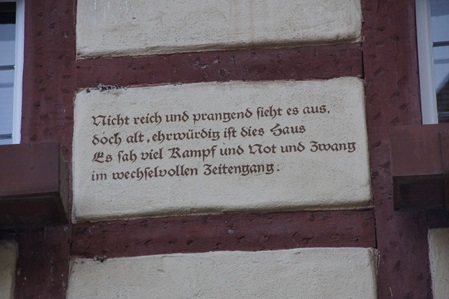 Nicht reich und prangend sieht es aus,
doch alt, ehrwürdig ist dies Haus
Es sah viel Kampf und Not und Zwang
im wechselvollen Zeitengang.